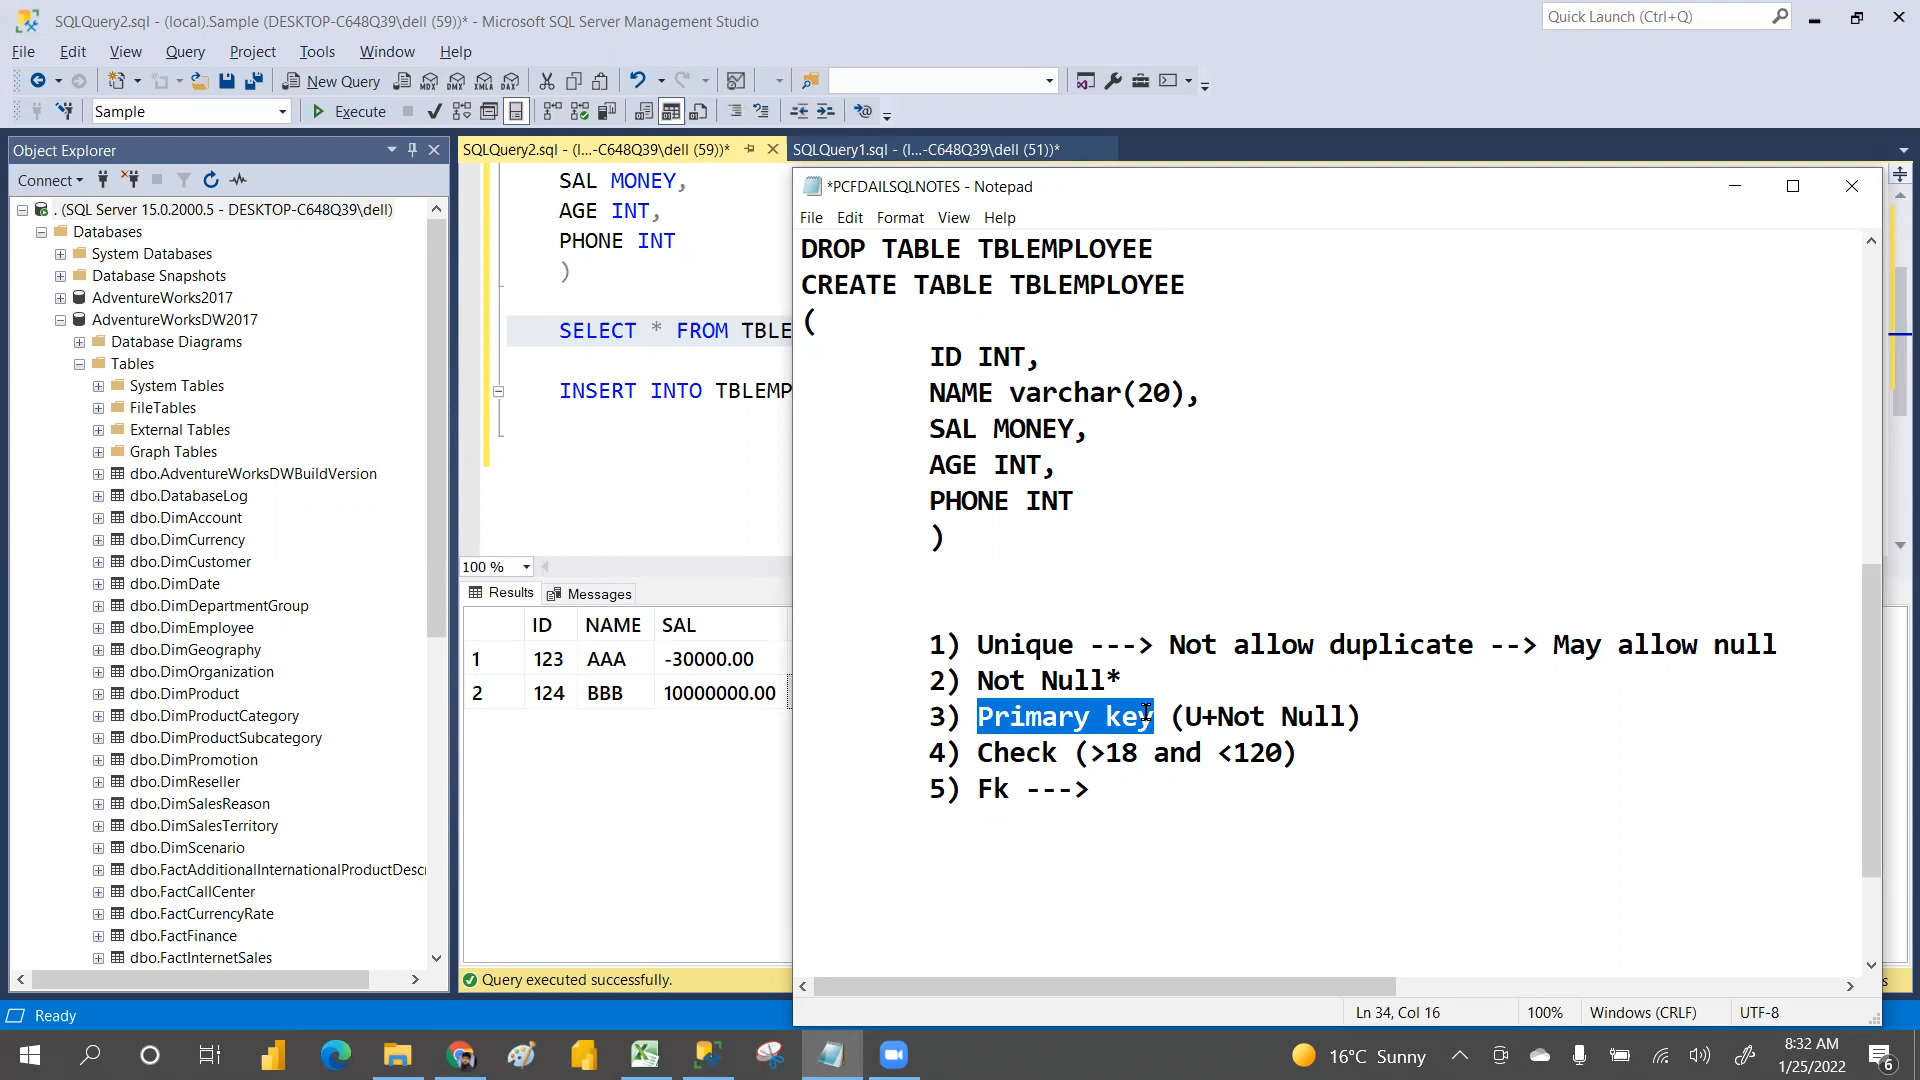 SQLQuery2.sql - (local).Sample (DESKTOP-C648Q39\dell (59))* - Microsoft SQL Server Management Studio
Quick Launch (Ctrl+Q)
File Edit View Query Project Tools Window Help
New Query
Sample
Execute
Object Explorer
Connect
. (SQL Server 15.0.2000.5 - DESKTOP-C648Q39\dell)
Databases
System Databases
Database Snapshots
AdventureWorks2017
AdventureWorksDW2017
Database Diagrams
Tables
System Tables
FileTables
External Tables
Graph Tables
dbo.AdventureWorksDWBuildVersion
dbo.DatabaseLog
dbo.DimAccount
dbo.DimCurrency
dbo.DimCustomer
dbo.DimDate
dbo.DimDepartmentGroup
dbo.DimEmployee
dbo.DimGeography
dbo.DimOrganization
dbo.DimProduct
dbo.DimProductCategory
dbo.DimProductSubcategory
dbo.DimPromotion
dbo.DimReseller
dbo.DimSalesReason
dbo.DimSalesTerritory
dbo.DimScenario
dbo.FactAdditionalInternationalProductDescr
dbo.FactCallCenter
dbo.FactCurrencyRate
dbo.FactFinance
dbo.FactInternetSales
SQLQuery2.sql - (l...-C648Q39\dell (59))*
SQLQuery1.sql - (l...-C648Q39\dell (51))*
SAL MONEY,
AGE INT,
PHONE INT
)
SELECT * FROM TBLE
INSERT INTO TBLEMP
100 %
Results Messages
ID NAME SAL
1 123 AAA -30000.00
2 124 BBB 10000000.00
Query executed successfully.
*PCFDAILSQLNOTES - Notepad
File Edit Format View Help
DROP TABLE TBLEMPLOYEE
CREATE TABLE TBLEMPLOYEE
(
ID INT,
NAME varchar(20),
SAL MONEY,
AGE INT,
PHONE INT
)
1) Unique ---> Not allow duplicate --> May allow null
2) Not Null*
3) Primary key (U+Not Null)
4) Check (>18 and <120)
5) Fk --->
Ln 34, Col 16 100% Windows (CRLF) UTF-8
Ready
16°C Sunny
8:32 AM
1/25/2022
6